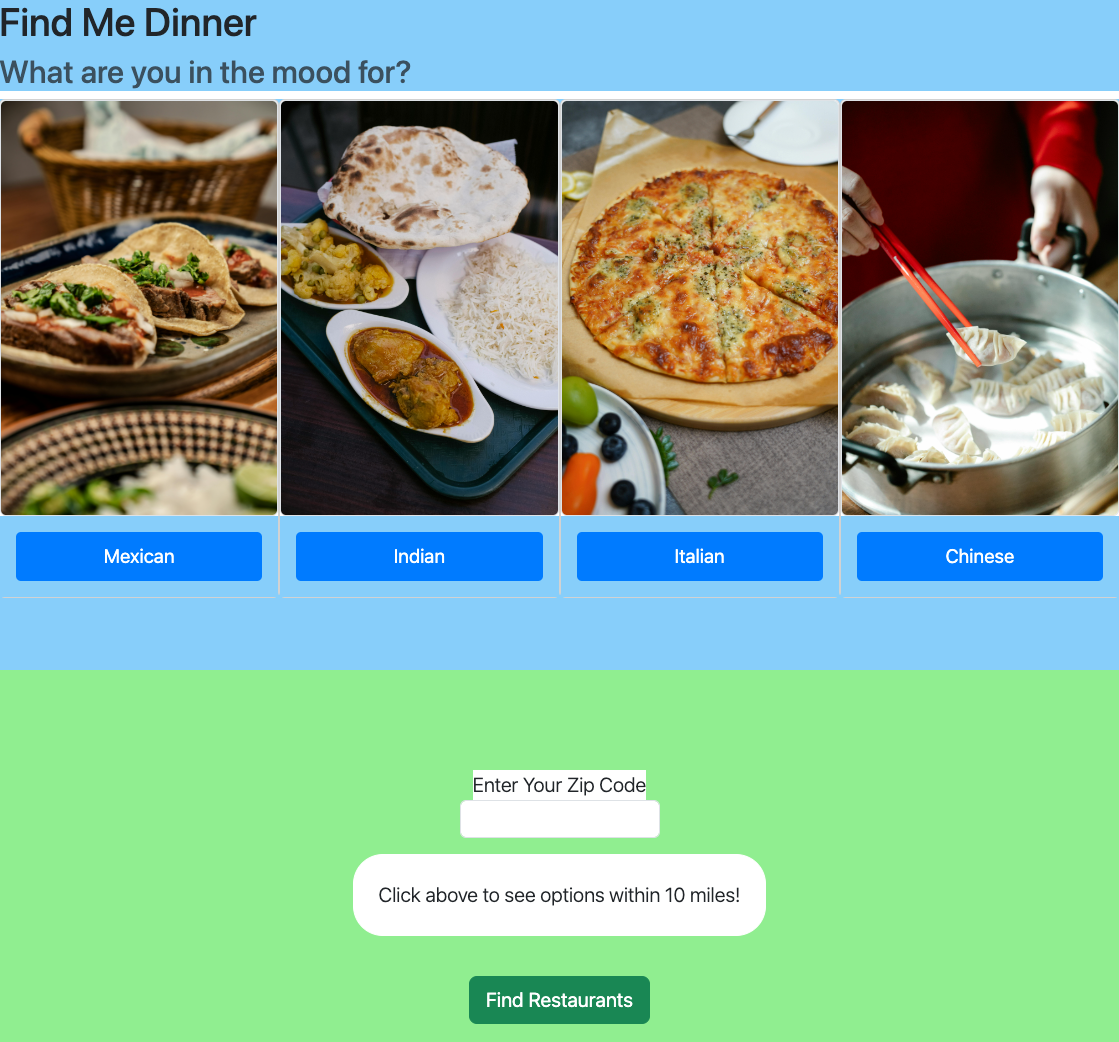 Find Me Dinner
What are you in the mood for?
Mexican
Indian
Italian
Chinese
Enter Your Zip Code
Click above to see options within 10 miles!
Find Restaurants